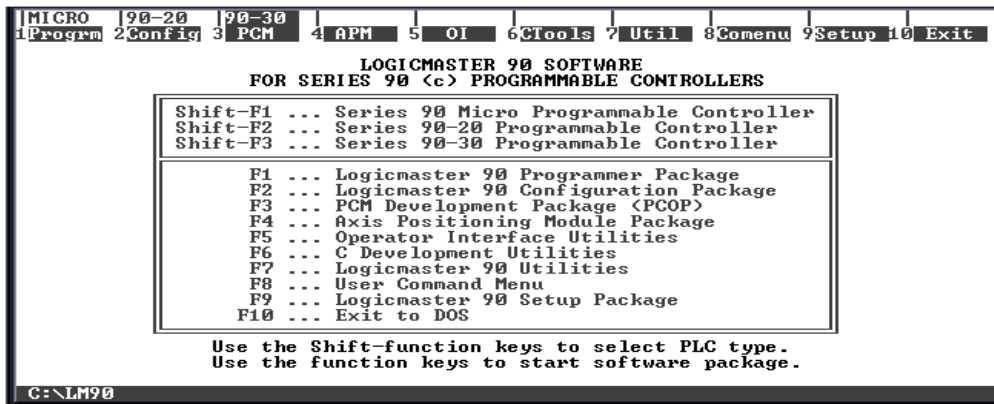 |MICRO |90-20 |90-30 | | | | | | |
1Progrm 2Config 3 PCM 4 APM 5 OI 6CTools 7 Util 8Comenu 9Setup 10 Exit
LOGICMASTER 90 SOFTWARE
FOR SERIES 90 (c) PROGRAMMABLE CONTROLLERS
Shift-F1 ... Series 90 Micro Programmable Controller
Shift-F2 ... Series 90-20 Programmable Controller
Shift-F3 ... Series 90-30 Programmable Controller
F1 ... Logicmaster 90 Programmer Package
F2 ... Logicmaster 90 Configuration Package
F3 ... PCM Development Package (PCOP)
F4 ... Axis Positioning Module Package
F5 ... Operator Interface Utilities
F6 ... C Development Utilities
F7 ... Logicmaster 90 Utilities
F8 ... User Command Menu
F9 ... Logicmaster 90 Setup Package
F10 ... Exit to DOS
Use the Shift-function keys to select PLC type.
Use the function keys to start software package.
C:\LM90